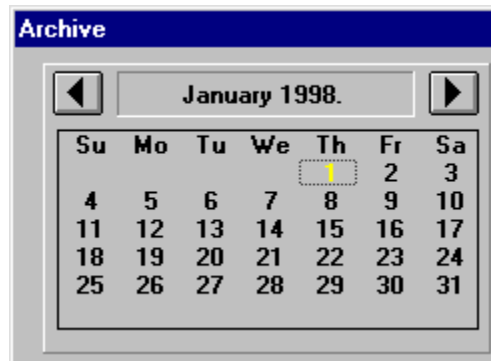 Archive
January 1998.
Su Mo Tu We Th Fr Sa
1 2 3
4 5 6 7 8 9 10
11 12 13 14 15 16 17
18 19 20 21 22 23 24
25 26 27 28 29 30 31